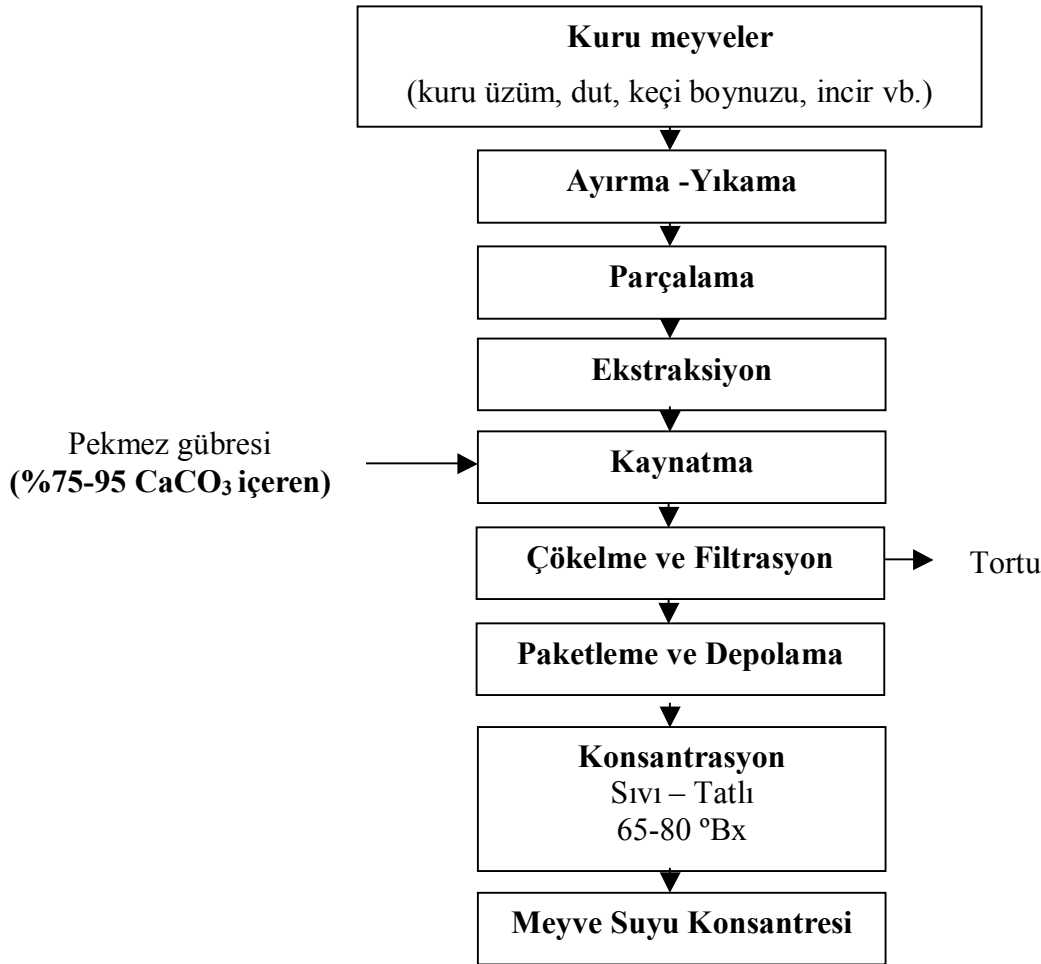 Kuru meyveler
(kuru üzüm, dut, keçi boynuzu, incir vb.)
Ayırma -Yıkama
Parçalama
Ekstraksiyon
Pekmez gübresi
(%75-95 CaCO₃ içeren)
Kaynatma
Çökelme ve Filtrasyon
Tortu
Paketleme ve Depolama
Konsantrasyon
Sıvı – Tatlı
65-80 ºBx
Meyve Suyu Konsantresi